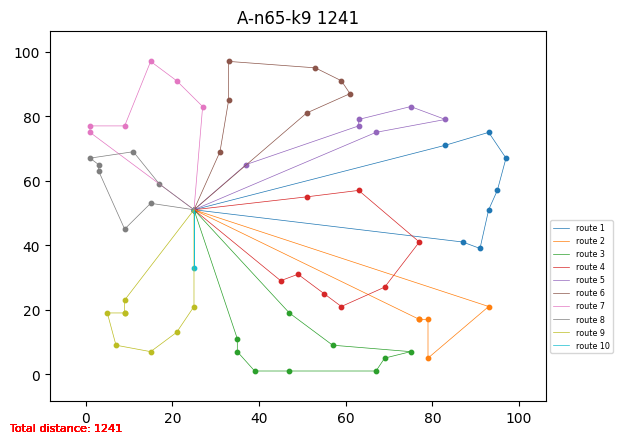 A-n65-k9 1241
100
80
60
40
20
0
0 20 40 60 80 100
route 1
route 2
route 3
route 4
route 5
route 6
route 7
route 8
route 9
route 10
Total distance: 1241